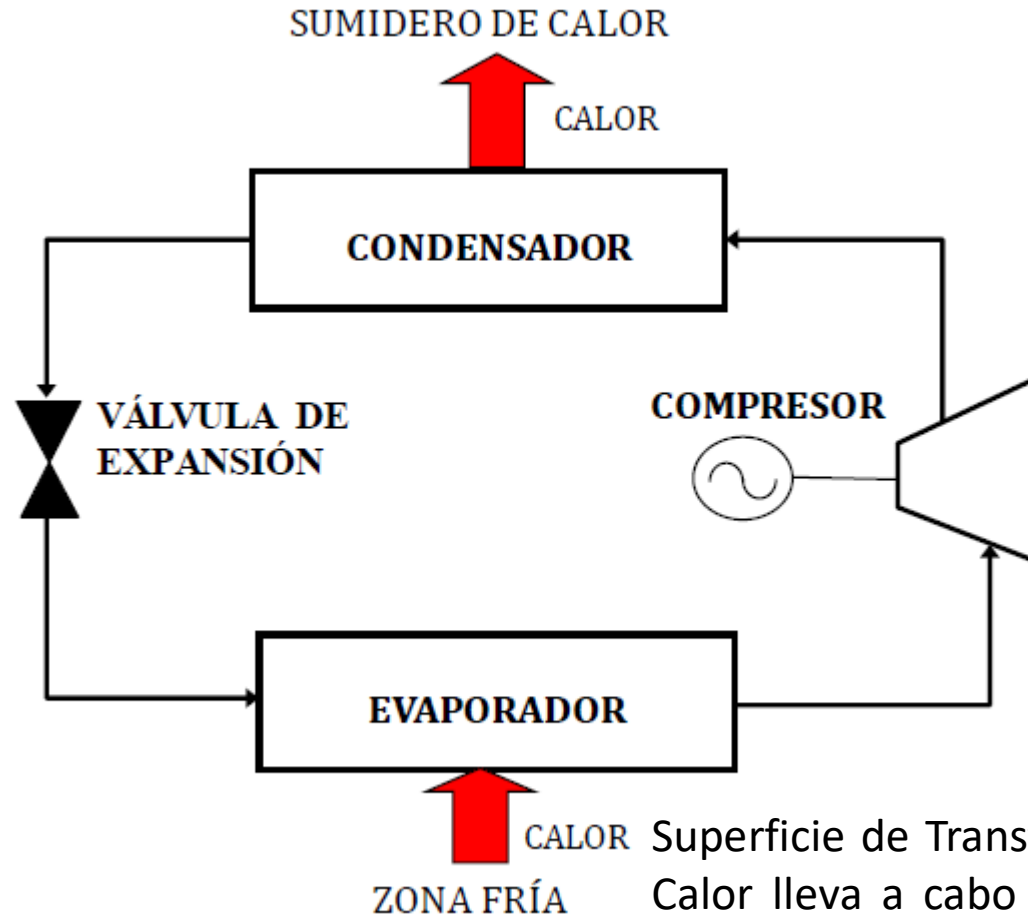 SUMIDERO DE CALOR
CALOR
CONDENSADOR
VÁLVULA DE
EXPANSIÓN
COMPRESOR
EVAPORADOR
CALOR
ZONA FRÍA
Superficie de Trans
Calor lleva a cabo